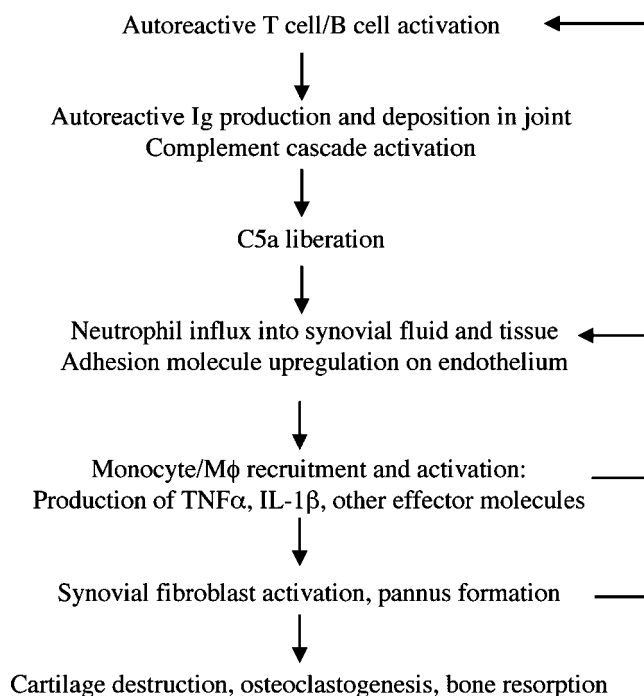 Autoreactive T cell/B cell activation
Autoreactive Ig production and deposition in joint
Complement cascade activation
C5a liberation
Neutrophil influx into synovial fluid and tissue
Adhesion molecule upregulation on endothelium
Monocyte/Mϕ recruitment and activation:
Production of TNFα, IL-1β, other effector molecules
Synovial fibroblast activation, pannus formation
Cartilage destruction, osteoclastogenesis, bone resorption